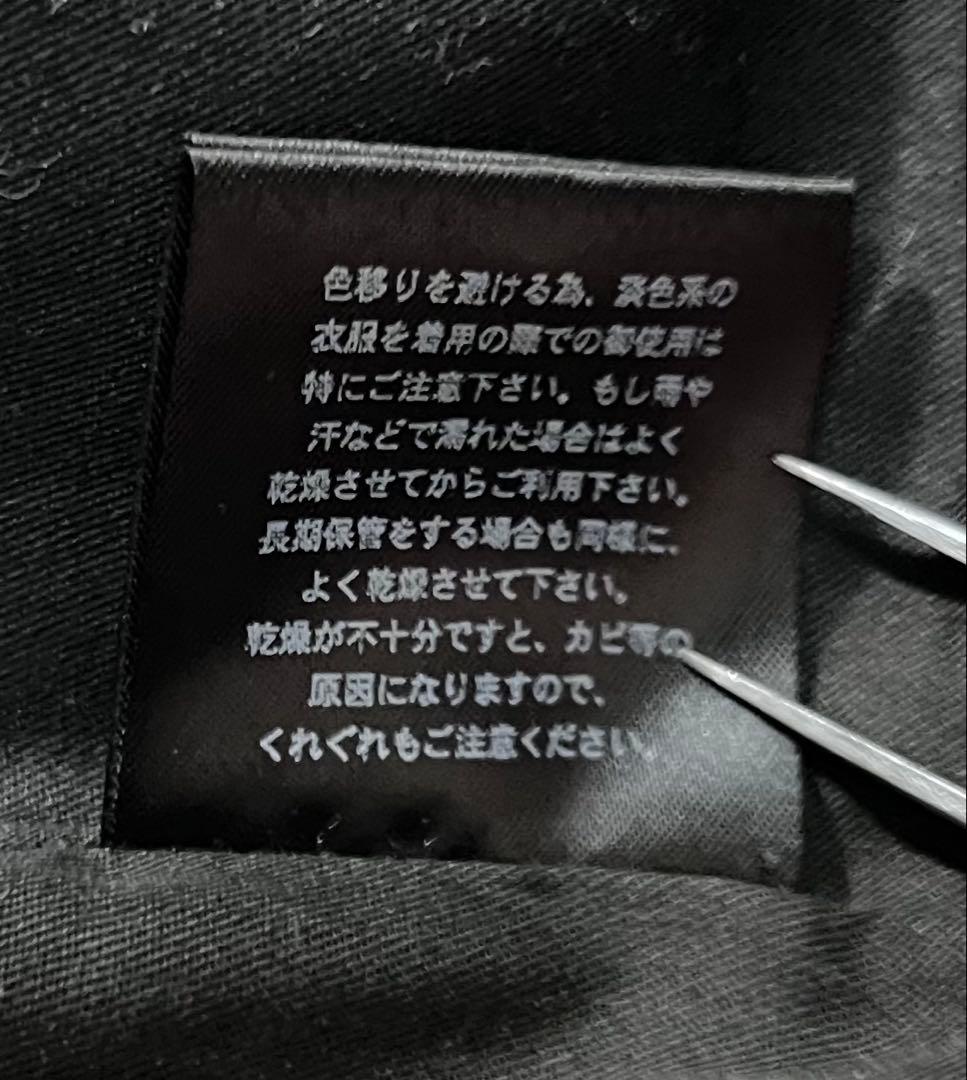 色移りを避ける為、淡色系の
衣服を着用の際での御使用は
特にご注意下さい。もし雨や
汗などで濡れた場合はよく
乾燥させてからご利用下さい。
長期保管をする場合も同様に、
よく乾燥させて下さい。
乾燥が不十分ですと、カビ等の
原因になりますので、
くれぐれもご注意ください。